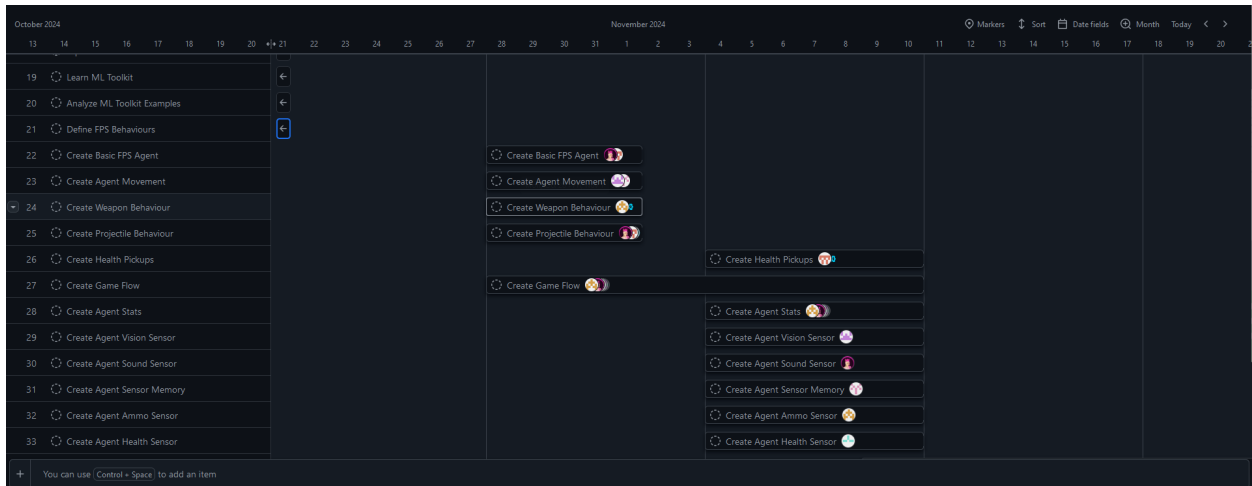 October 2024 November 2024 Markers Sort Date fields Month Today
13 14 15 16 17 18 19 20 21 22 23 24 25 26 27 28 29 30 31 1 2 3 4 5 6 7 8 9 10 11 12 13 14 15 16 17 18 19 20
19 Learn ML Toolkit
20 Analyze ML Toolkit Examples
21 Define FPS Behaviours
22 Create Basic FPS Agent Create Basic FPS Agent
23 Create Agent Movement Create Agent Movement
24 Create Weapon Behaviour Create Weapon Behaviour
25 Create Projectile Behaviour Create Projectile Behaviour
26 Create Health Pickups Create Health Pickups
27 Create Game Flow Create Game Flow
28 Create Agent Stats Create Agent Stats
29 Create Agent Vision Sensor Create Agent Vision Sensor
30 Create Agent Sound Sensor Create Agent Sound Sensor
31 Create Agent Sensor Memory Create Agent Sensor Memory
32 Create Agent Ammo Sensor Create Agent Ammo Sensor
33 Create Agent Health Sensor Create Agent Health Sensor
+ You can use Control + Space to add an item